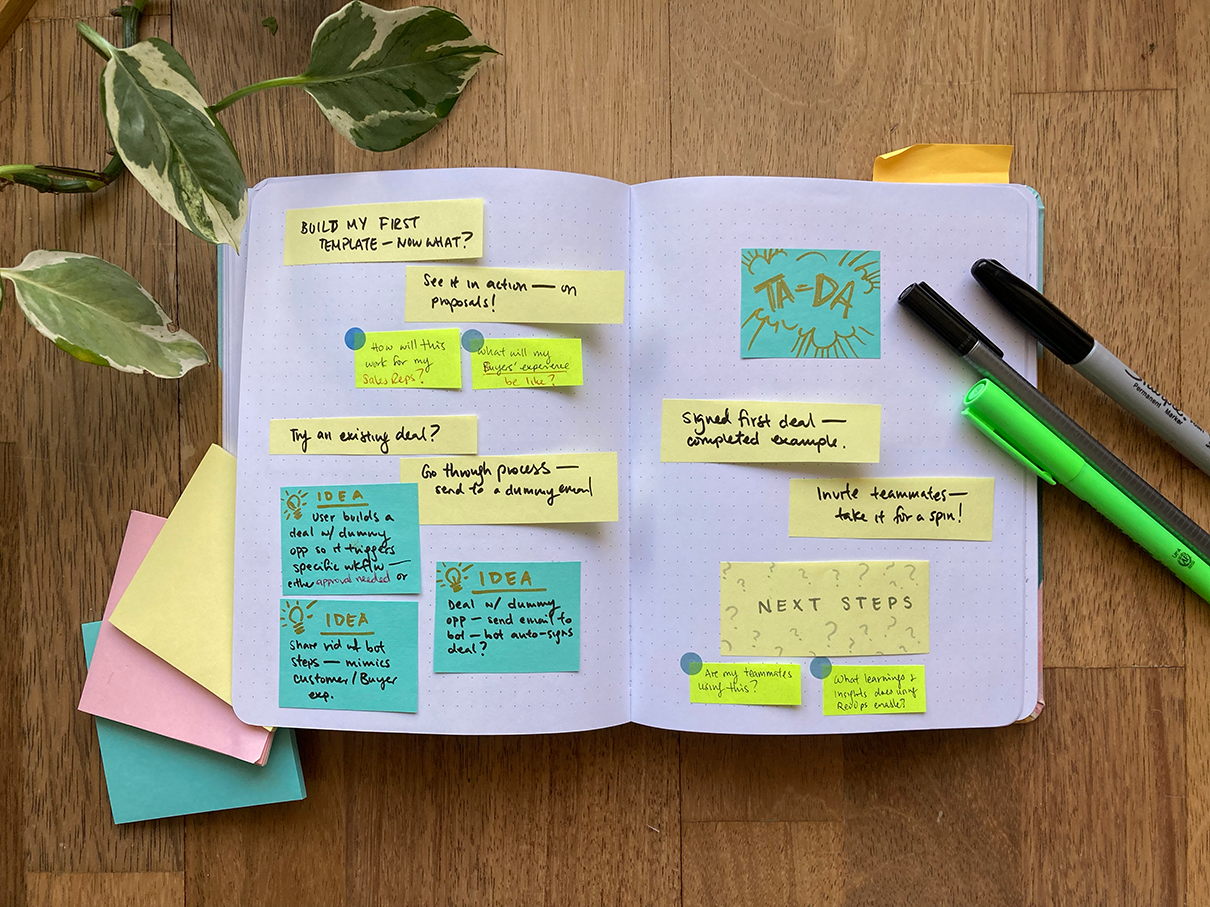 BUILD MY FIRST
TEMPLATE — NOW WHAT?
See it in action — on
proposals!
How will this
work for my
Sales Reps?
What will my
Buyers' experience
be like?
Try an existing deal?
Go through process —
send to a dummy email
IDEA
User builds a
deal w/ dummy
opp so it triggers
specific wkflw —
either approval needed or
IDEA
Share vid w/ bot
steps — mimics
Customer/Buyer
exp.
IDEA
Deal w/ dummy
opp — send email to
bot — bot auto-signs
deal?
TA=DA
Signed first deal —
completed example.
Invite teammates —
take it for a spin!
NEXT STEPS
Are my teammates
using this?
What learnings &
insights does using
RevOps enable?
Sharpie
Permanent Marker